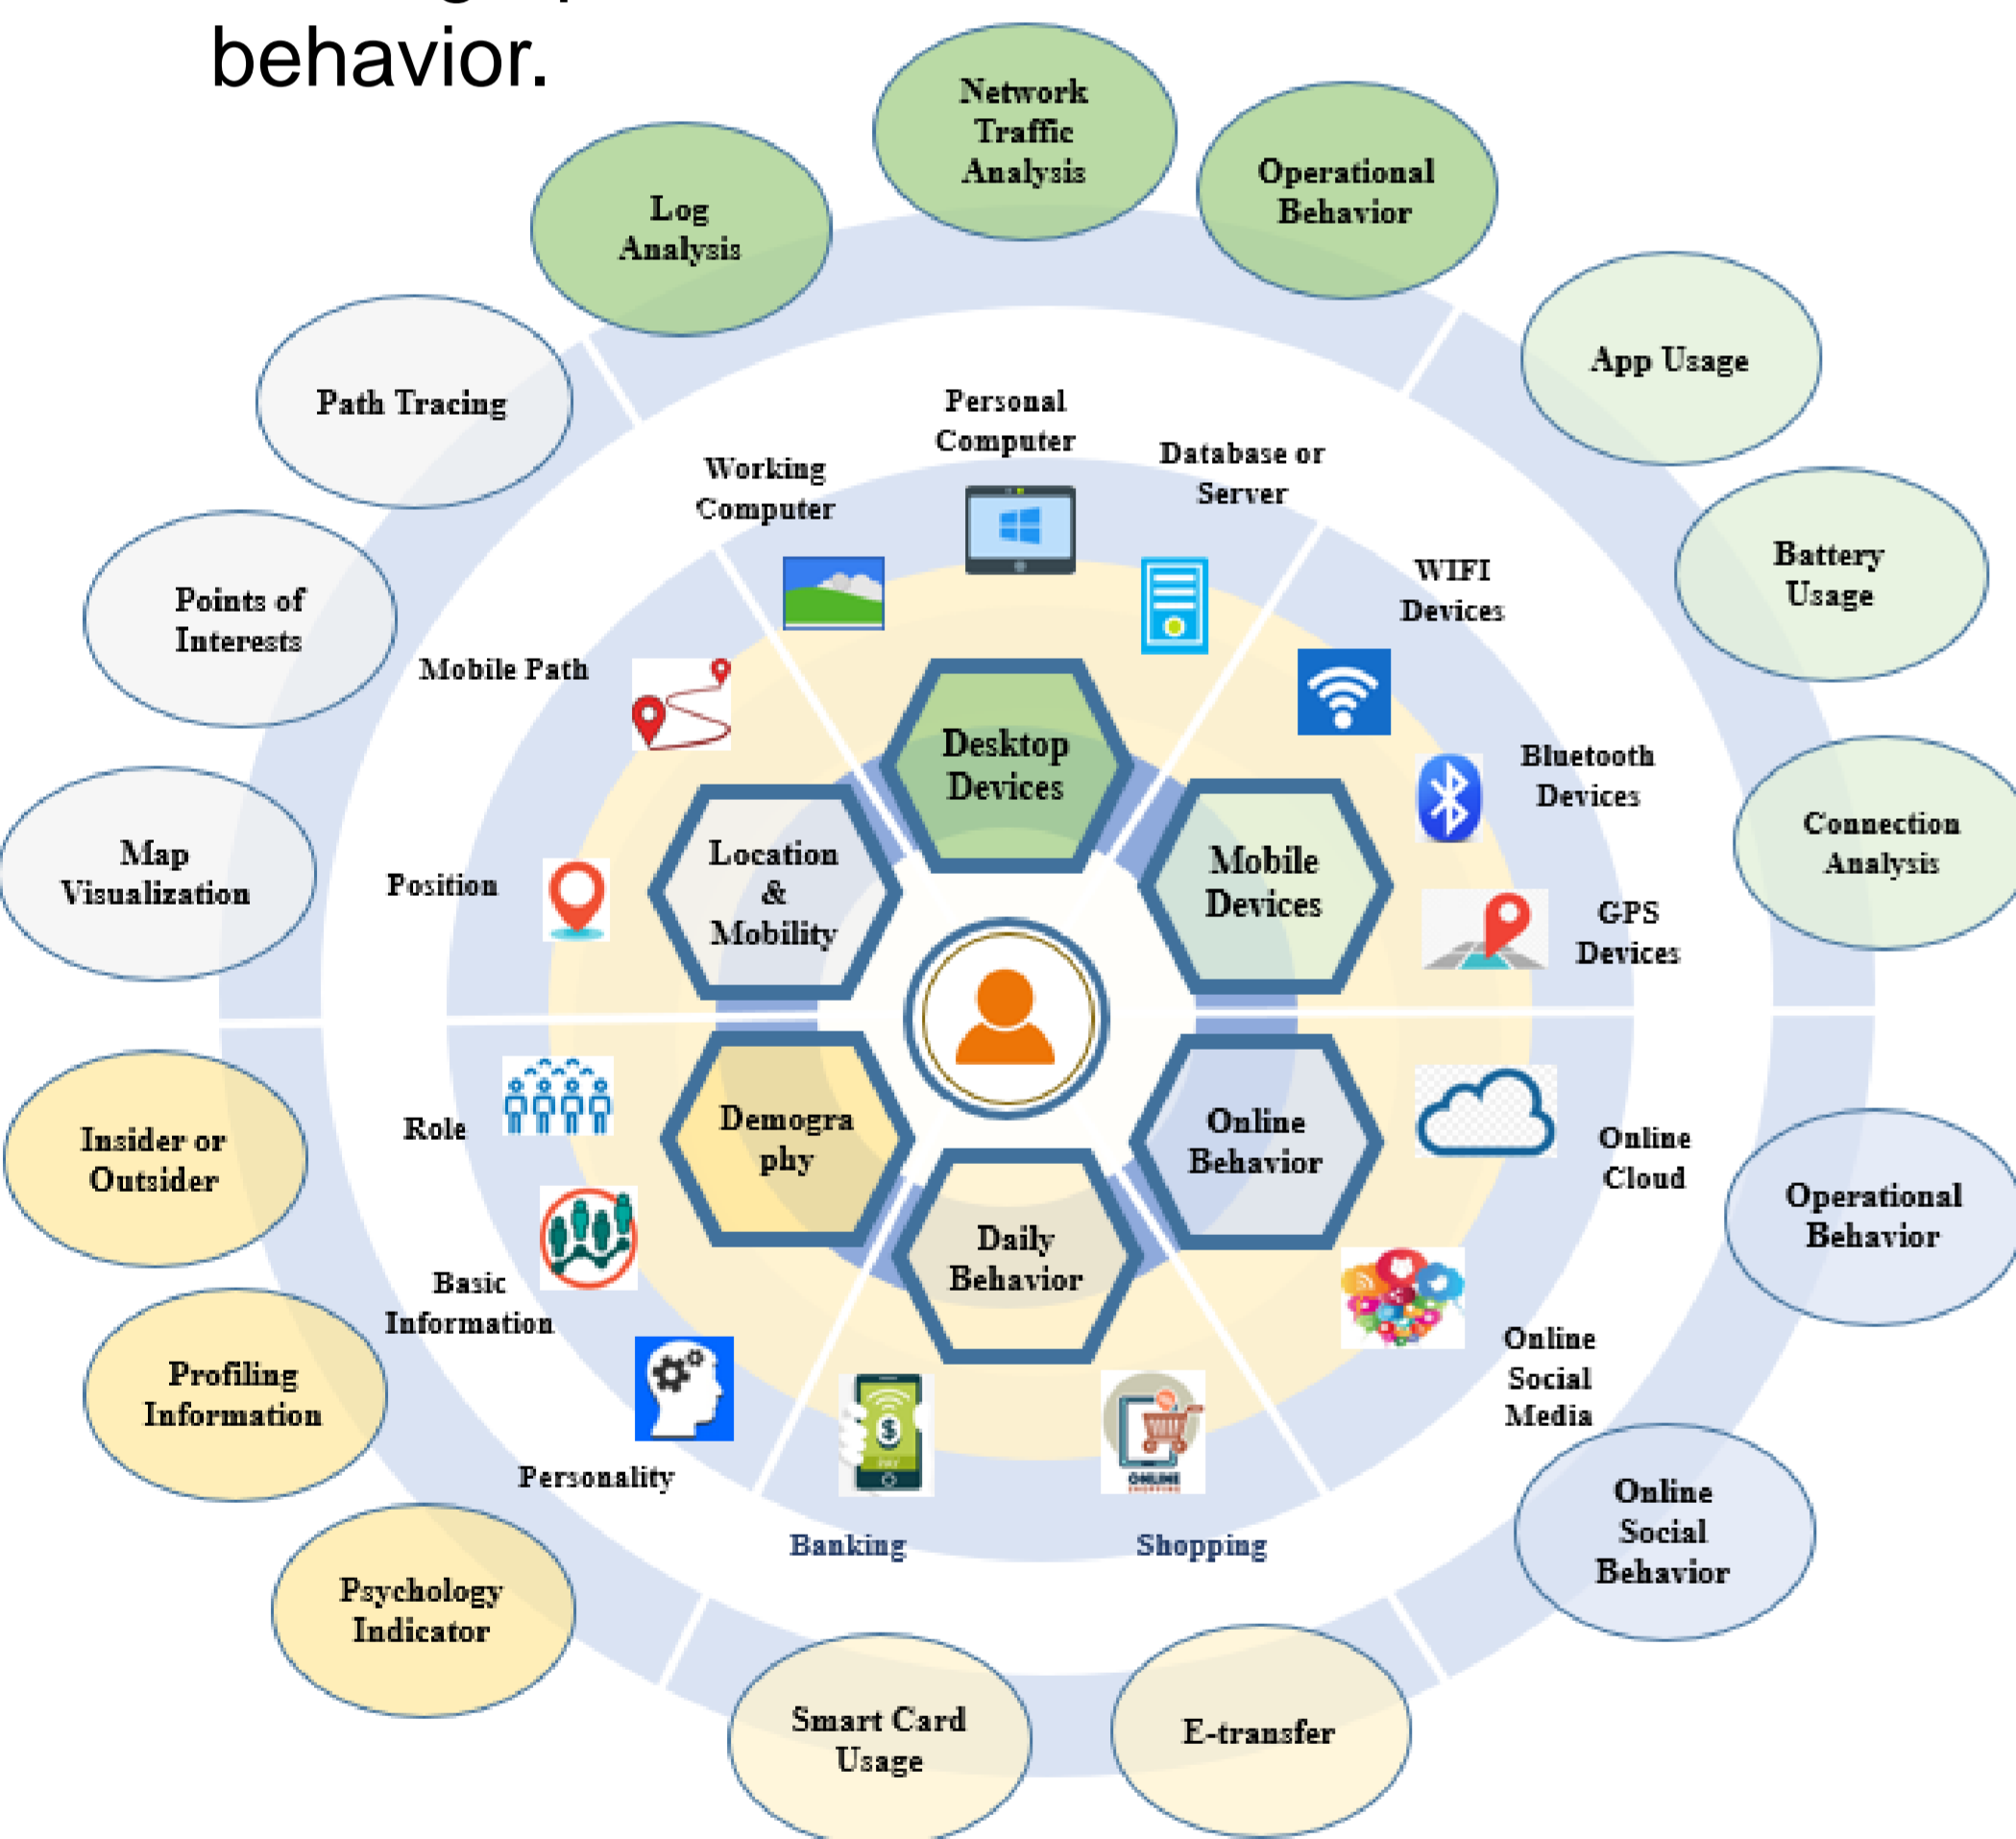 behavior.
Network
Traffic
Analysis
Operational
Behavior
Log
Analysis
App Usage
Path Tracing
Personal
Computer
Database or
Server
Working
Computer
Battery
Usage
WIFI
Devices
Points of
Interests
Mobile Path
Desktop
Devices
Bluetooth
Devices
Connection
Analysis
Map
Visualization
Position
Location
&
Mobility
Mobile
Devices
GPS
Devices
Insider or
Outsider
Role
Demogra
phy
Online
Behavior
Online
Cloud
Operational
Behavior
Daily
Behavior
Basic
Information
Profiling
Information
Online
Social
Media
Personality
$
PAY
ONLINE
SHOPPING
Banking
Shopping
Online
Social
Behavior
Psychology
Indicator
Smart Card
Usage
E-transfer